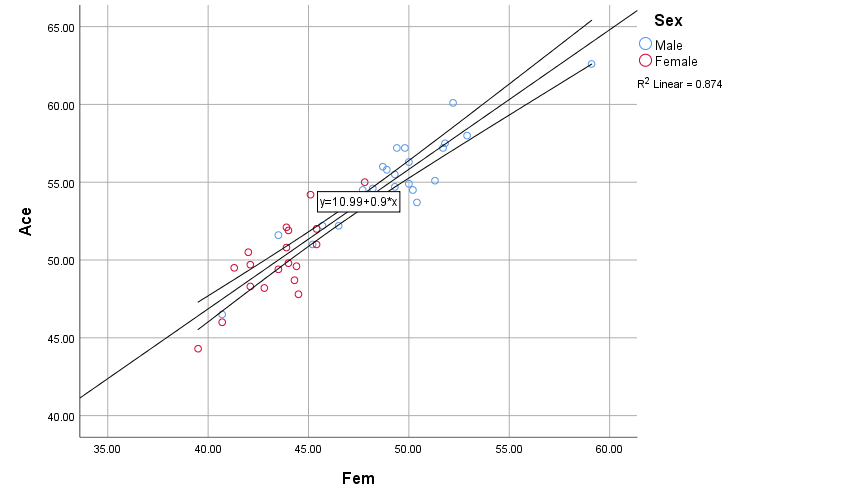 65.00
60.00
55.00
50.00
45.00
40.00
Ace
35.00 40.00 45.00 50.00 55.00 60.00
Fem
y=10.99+0.9*x
Sex
Male
Female
R2 Linear = 0.874